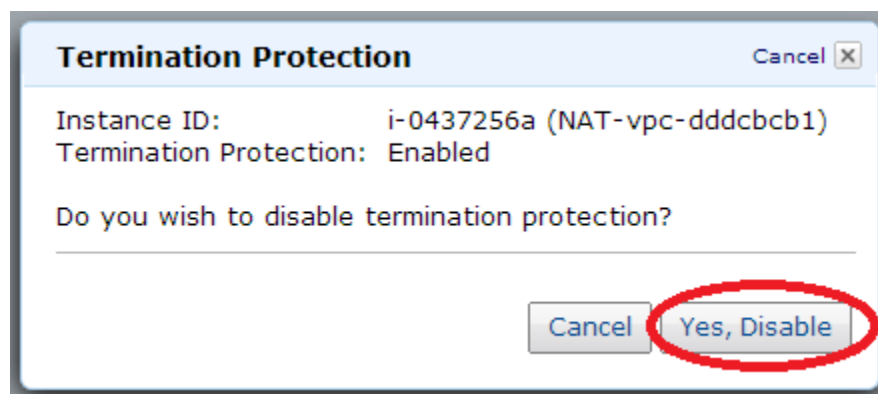 Termination Protection
Cancel
Instance ID: i-0437256a (NAT-vpc-dddcbcb1)
Termination Protection: Enabled
Do you wish to disable termination protection?
Cancel
Yes, Disable